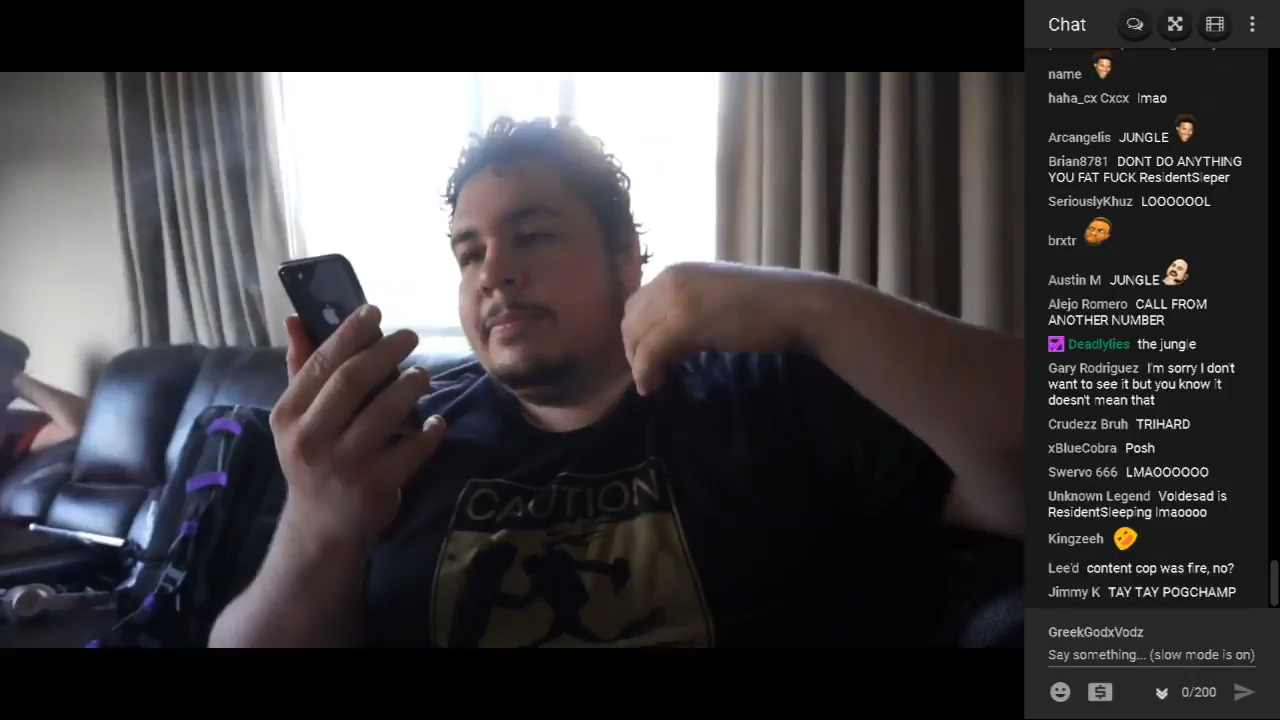 Chat
name
haha_cx Cxcx lmao
Arcangelis JUNGLE
Brian8781 DONT DO ANYTHING
YOU FAT FUCK ResidentSleper
SeriouslyKhuz LOOOOOOL
brxtr
Austin M JUNGLE
Alejo Romero CALL FROM
ANOTHER NUMBER
Deadlylies the jungle
Gary Rodriguez I'm sorry I don't
want to see it but you know it
doesn't mean that
Crudezz Bruh TRIHARD
xBlueCobra Posh
Swervo 666 LMAOOOOOO
Unknown Legend Voldesad is
ResidentSleeping lmaoooo
Kingzeeh
Lee'd content cop was fire, no?
Jimmy K TAY TAY POGCHAMP
GreekGodxVodz
Say something... (slow mode is on)
0/200
CAUTION